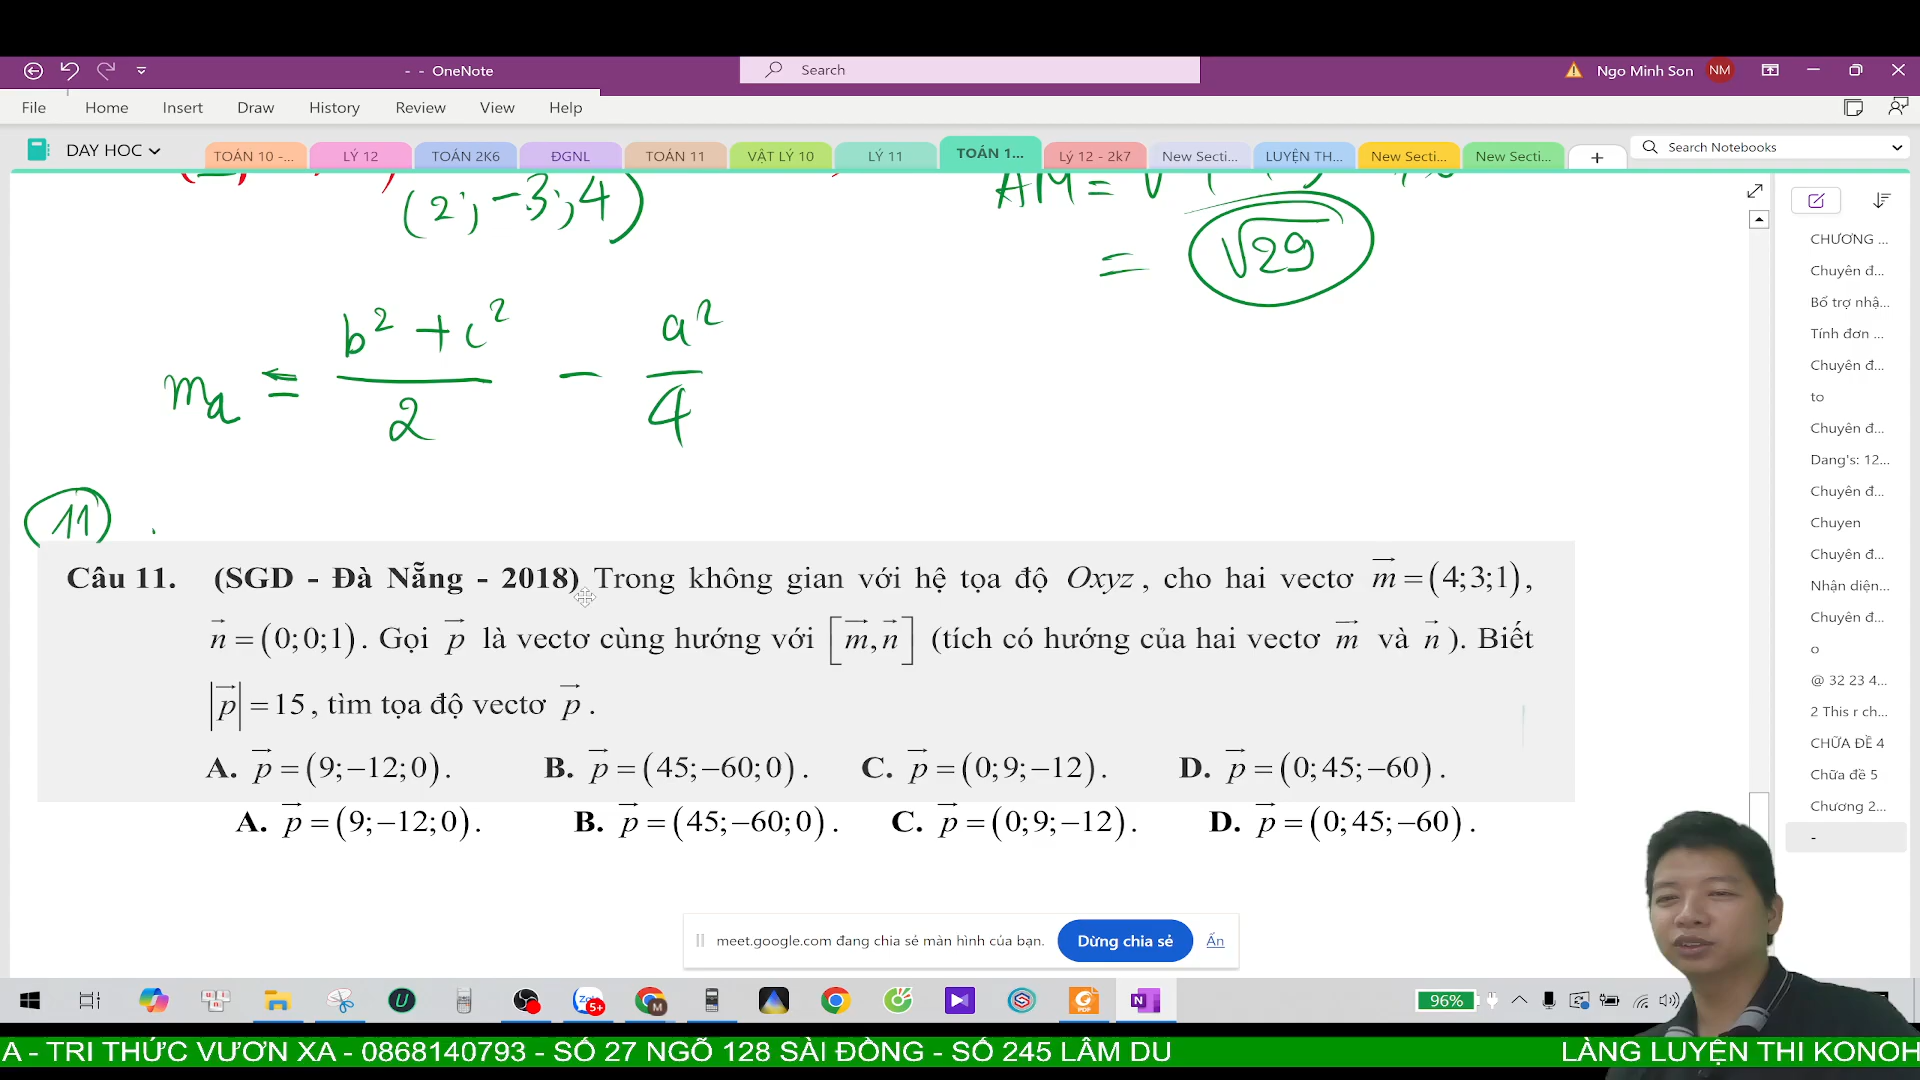 - - OneNote
Search
Ngo Minh Son NM
File Home Insert Draw History Review View Help
DAY HOC
TOÁN 10 -... LÝ 12 TOÁN 2K6 ĐGNL TOÁN 11 VẬT LÝ 10 LÝ 11 TOÁN 1... Lý 12 - 2k7 New Secti... LUYỆN TH... New Secti... New Secti... +
Search Notebooks
(2; -3; 4)
AM =
= √29
mₐ = (b² + c²)/2 - a²/4
11
Câu 11. (SGD - Đà Nẵng - 2018) Trong không gian với hệ tọa độ Oxyz, cho hai vectơ m⃗ = (4;3;1),
n⃗ = (0;0;1). Gọi p⃗ là vectơ cùng hướng với [m⃗, n⃗] (tích có hướng của hai vectơ m⃗ và n⃗). Biết
|p⃗| = 15, tìm tọa độ vectơ p⃗.
A. p⃗ = (9;−12;0). B. p⃗ = (45;−60;0). C. p⃗ = (0;9;−12). D. p⃗ = (0;45;−60).
A. p⃗ = (9;−12;0). B. p⃗ = (45;−60;0). C. p⃗ = (0;9;−12). D. p⃗ = (0;45;−60).
CHƯƠNG ...
Chuyên đ...
Bổ trợ nhậ...
Tính đơn ...
Chuyên đ...
to
Chuyên đ...
Dang's: 12...
Chuyên đ...
Chuyen
Chuyên đ...
Nhận diện...
Chuyên đ...
o
@ 32 23 4...
2 This r ch...
CHỮA ĐỀ 4
Chữa đề 5
Chương 2...
-
meet.google.com đang chia sẻ màn hình của bạn. Dừng chia sẻ Ẩn
96%
A - TRI THỨC VƯƠN XA - 0868140793 - SỐ 27 NGÕ 128 SÀI ĐỒNG - SỐ 245 LÂM DU LÀNG LUYỆN THI KONOH